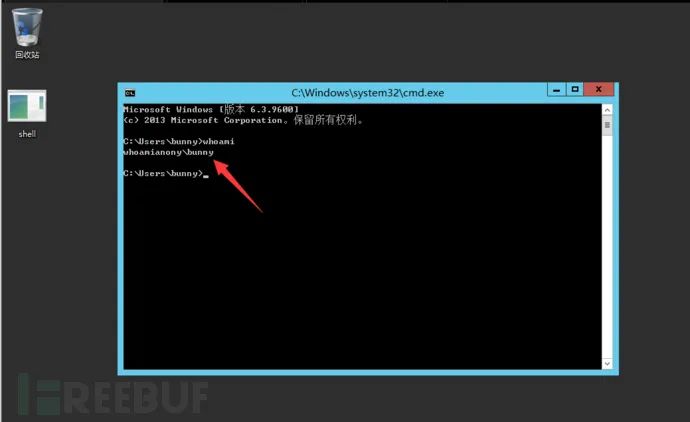 回收站
shell
C:\Windows\system32\cmd.exe
Microsoft Windows [版本 6.3.9600]
(c) 2013 Microsoft Corporation。保留所有权利。
C:\Users\bunny>whoami
whoamianony\bunny
C:\Users\bunny>_
FREEBUF